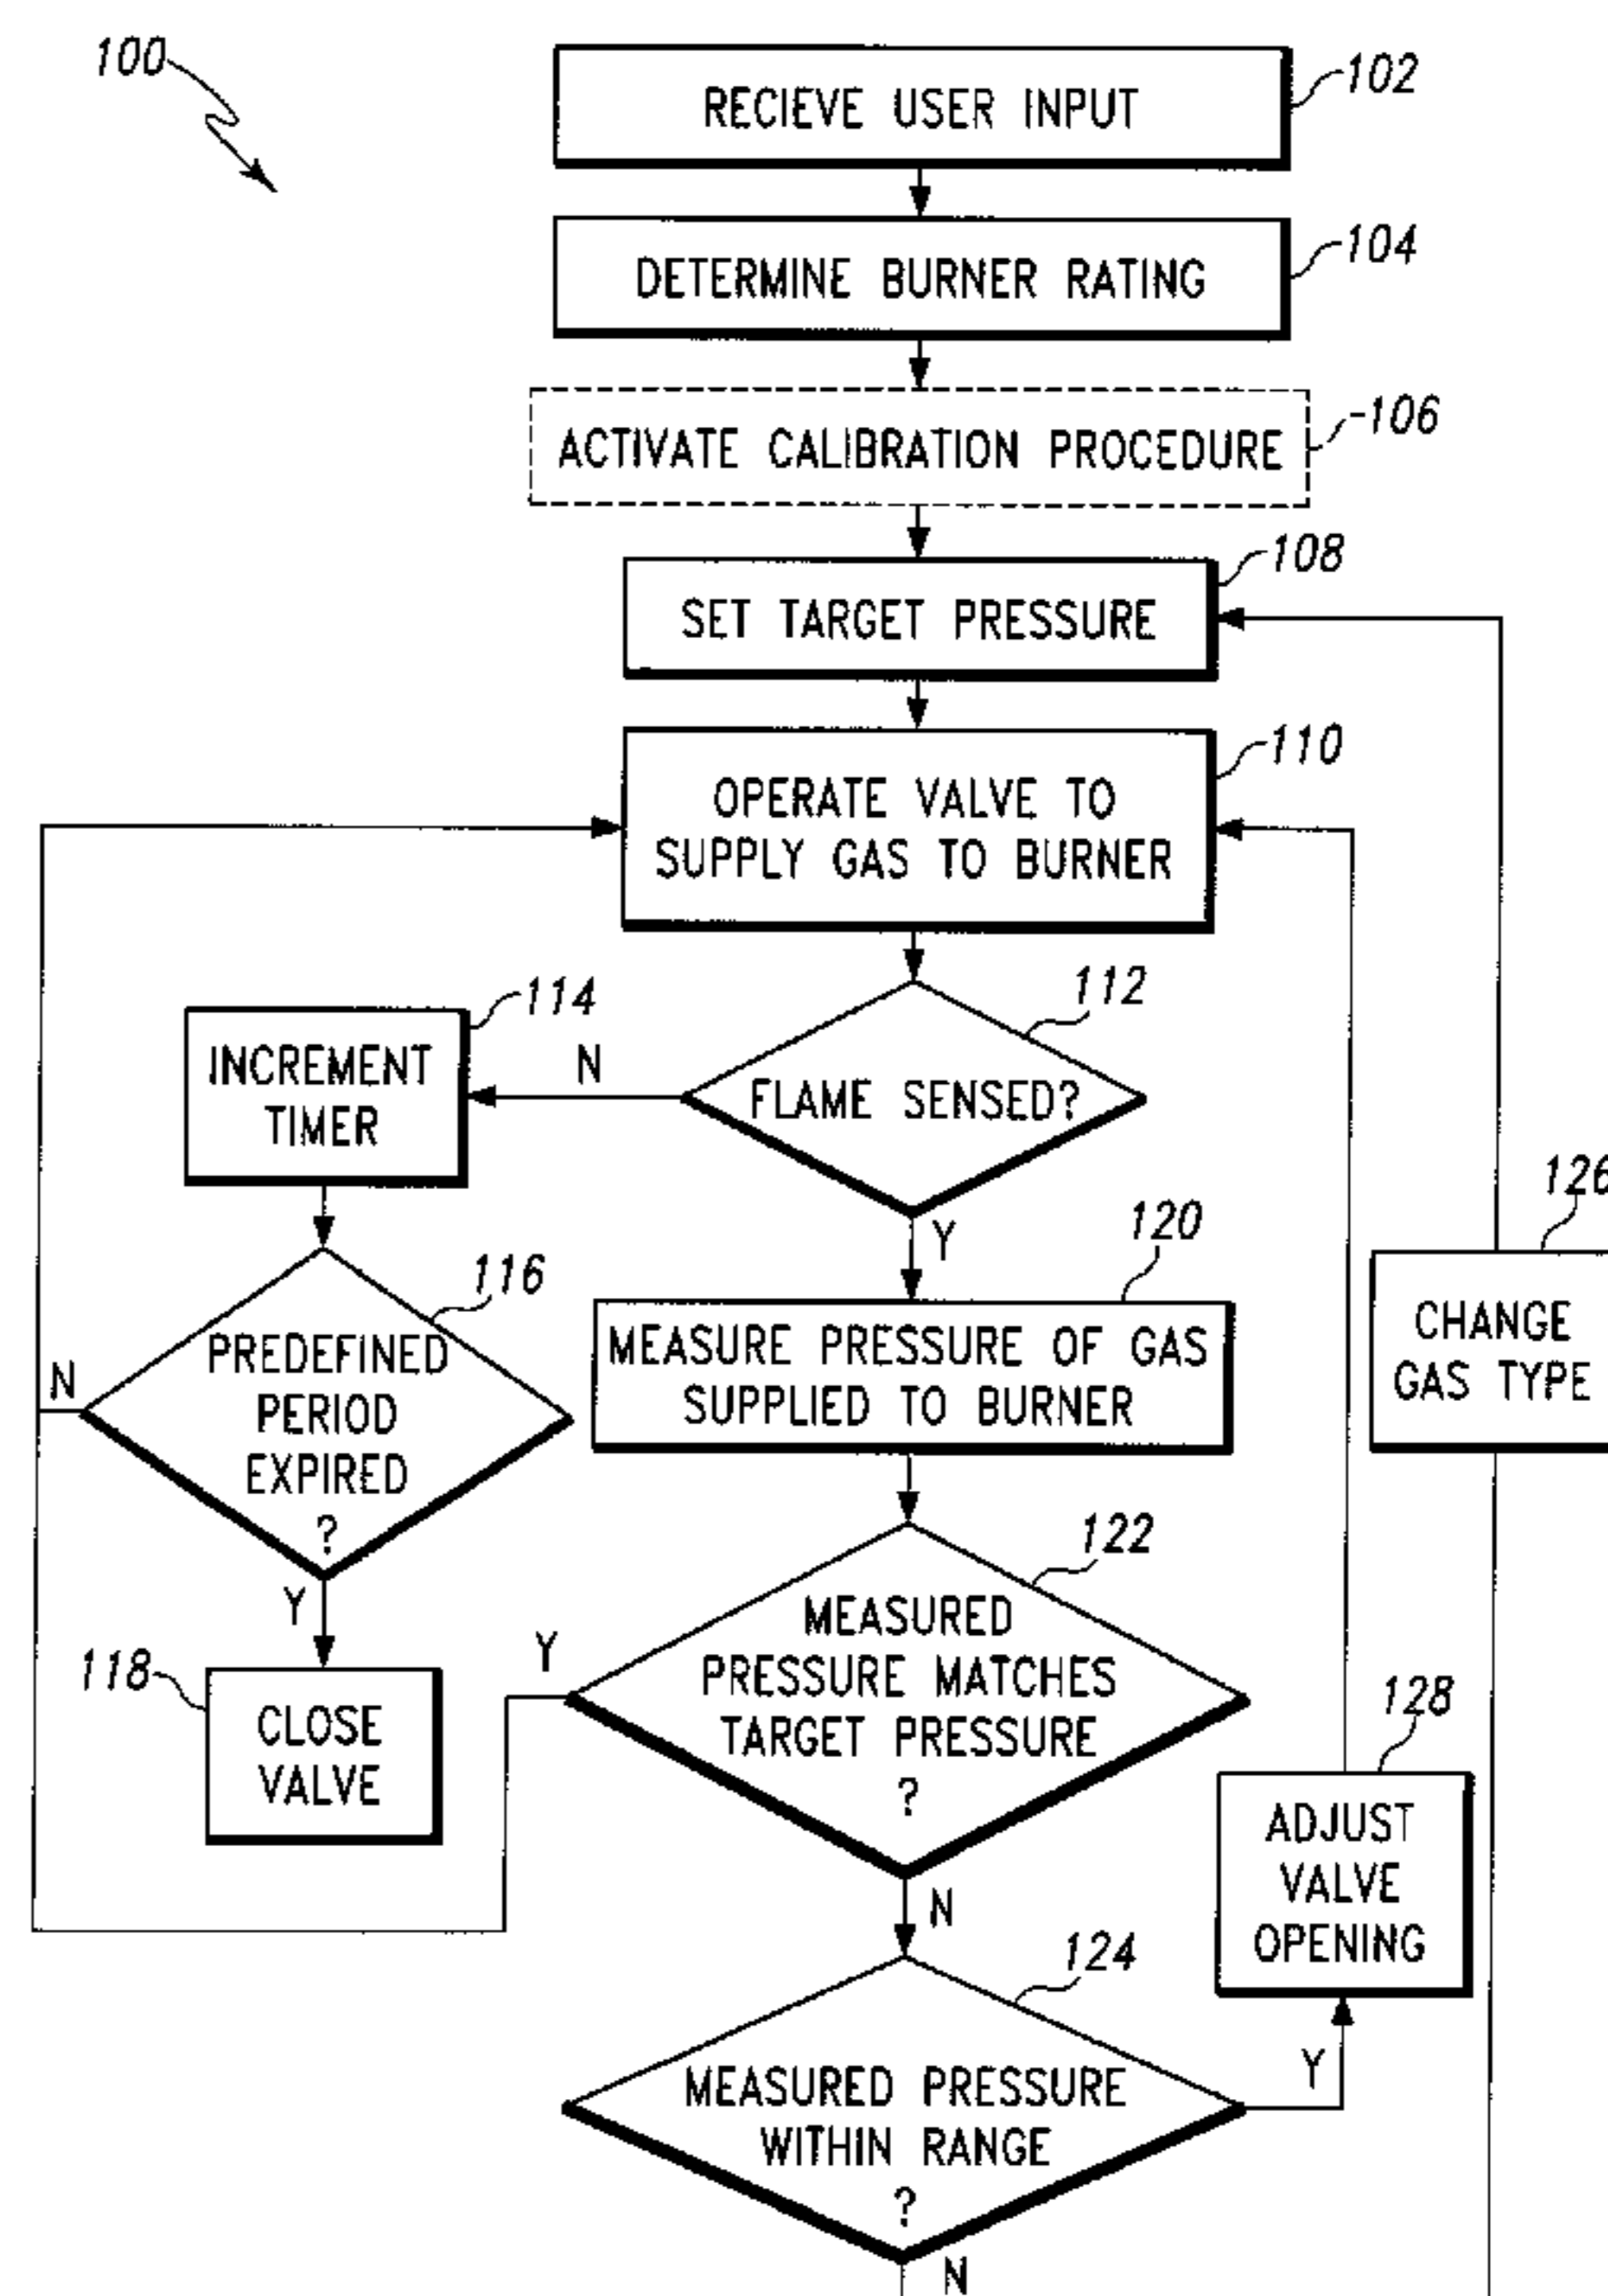 100
RECIEVE USER INPUT
102
DETERMINE BURNER RATING
104
ACTIVATE CALIBRATION PROCEDURE
106
SET TARGET PRESSURE
108
OPERATE VALVE TO
SUPPLY GAS TO BURNER
110
FLAME SENSED?
112
N
INCREMENT
TIMER
114
PREDEFINED
PERIOD
EXPIRED
?
116
N
Y
CLOSE
VALVE
118
Y
MEASURE PRESSURE OF GAS
SUPPLIED TO BURNER
120
MEASURED
PRESSURE MATCHES
TARGET PRESSURE
?
122
Y
N
MEASURED PRESSURE
WITHIN RANGE
?
124
Y
N
ADJUST
VALVE
OPENING
128
CHANGE
GAS TYPE
126